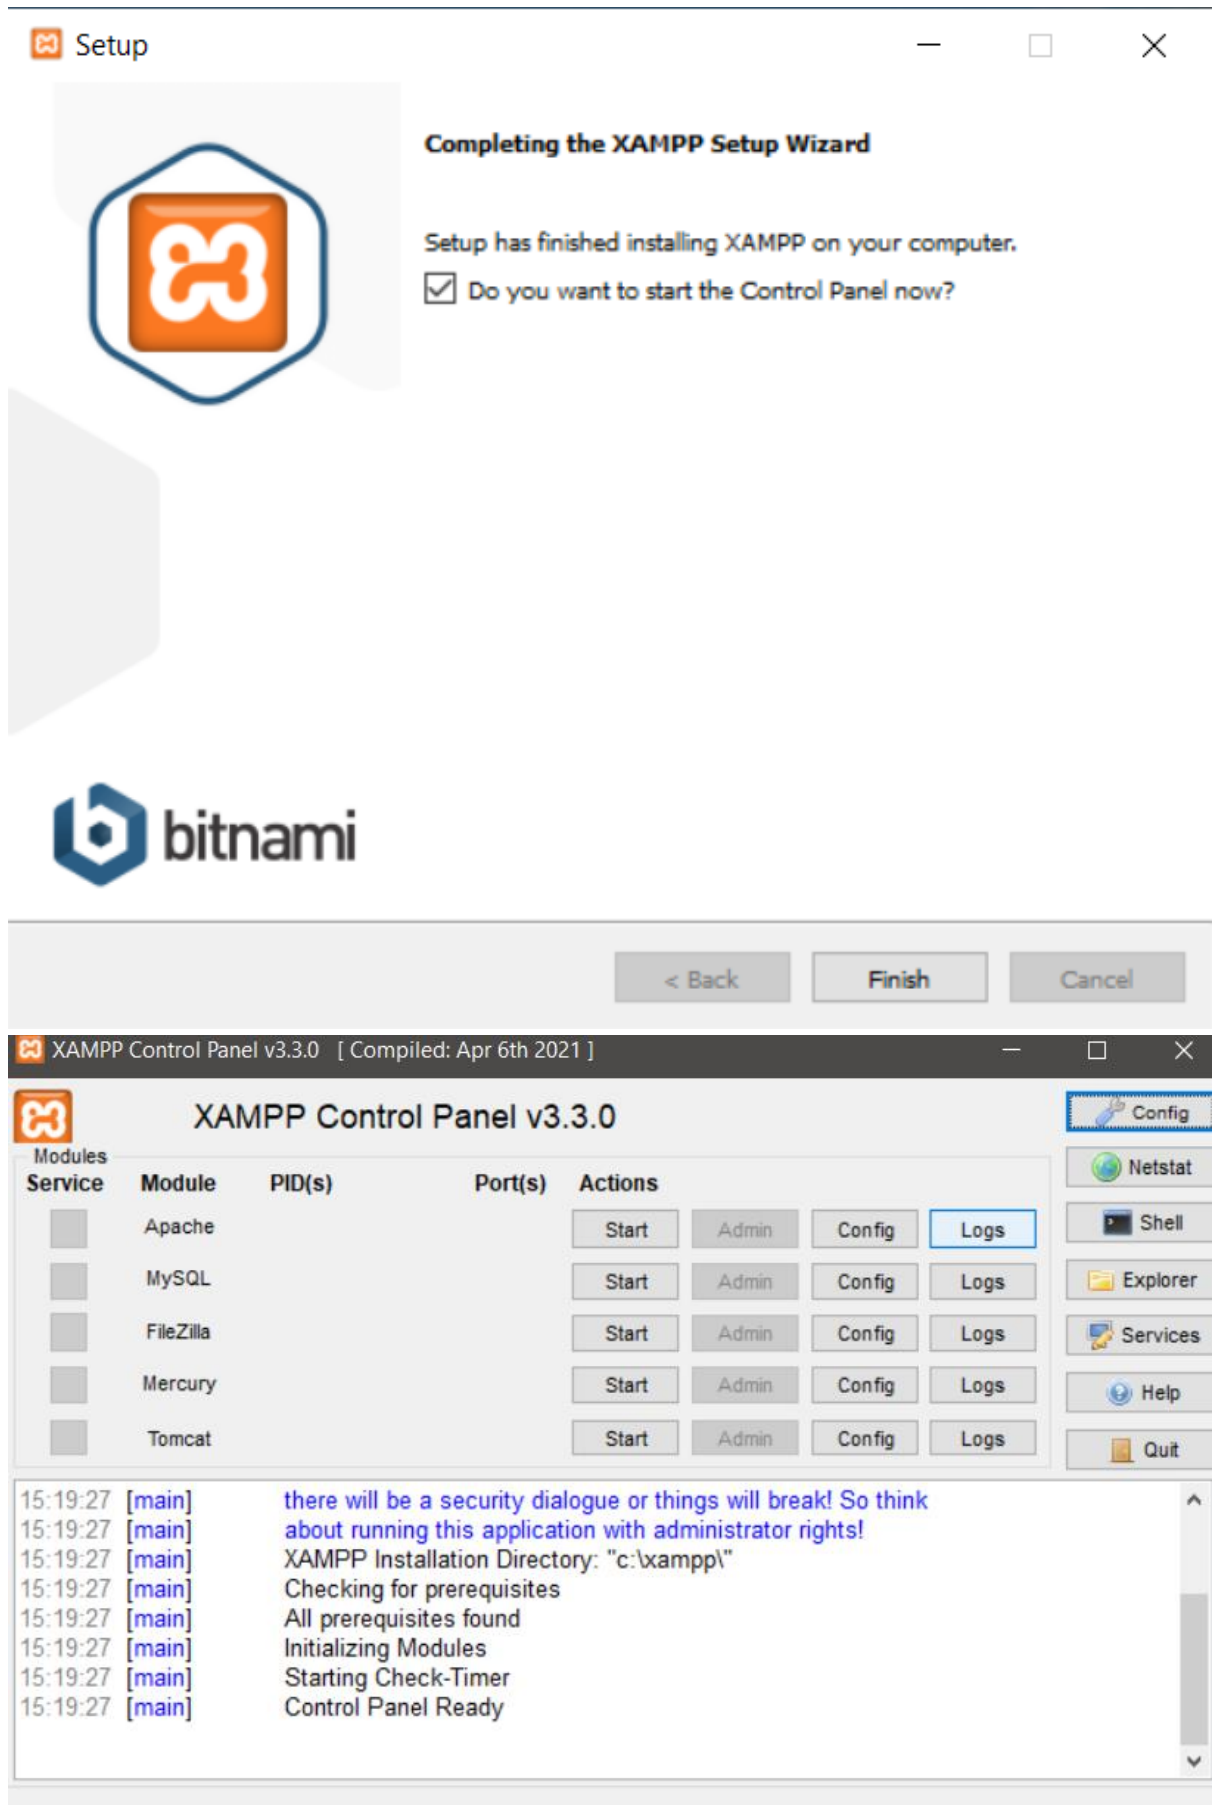 Setup
Completing the XAMPP Setup Wizard
Setup has finished installing XAMPP on your computer.
Do you want to start the Control Panel now?
bitnami
< Back Finish Cancel
XAMPP Control Panel v3.3.0 [ Compiled: Apr 6th 2021 ]
XAMPP Control Panel v3.3.0
Config
Modules
Netstat
Service Module PID(s) Port(s) Actions
Apache Start Admin Config Logs
Shell
MySQL Start Admin Config Logs
Explorer
FileZilla Start Admin Config Logs
Services
Mercury Start Admin Config Logs
Help
Tomcat Start Admin Config Logs
Quit
15:19:27 [main] there will be a security dialogue or things will break! So think
15:19:27 [main] about running this application with administrator rights!
15:19:27 [main] XAMPP Installation Directory: "c:\xampp\"
15:19:27 [main] Checking for prerequisites
15:19:27 [main] All prerequisites found
15:19:27 [main] Initializing Modules
15:19:27 [main] Starting Check-Timer
15:19:27 [main] Control Panel Ready